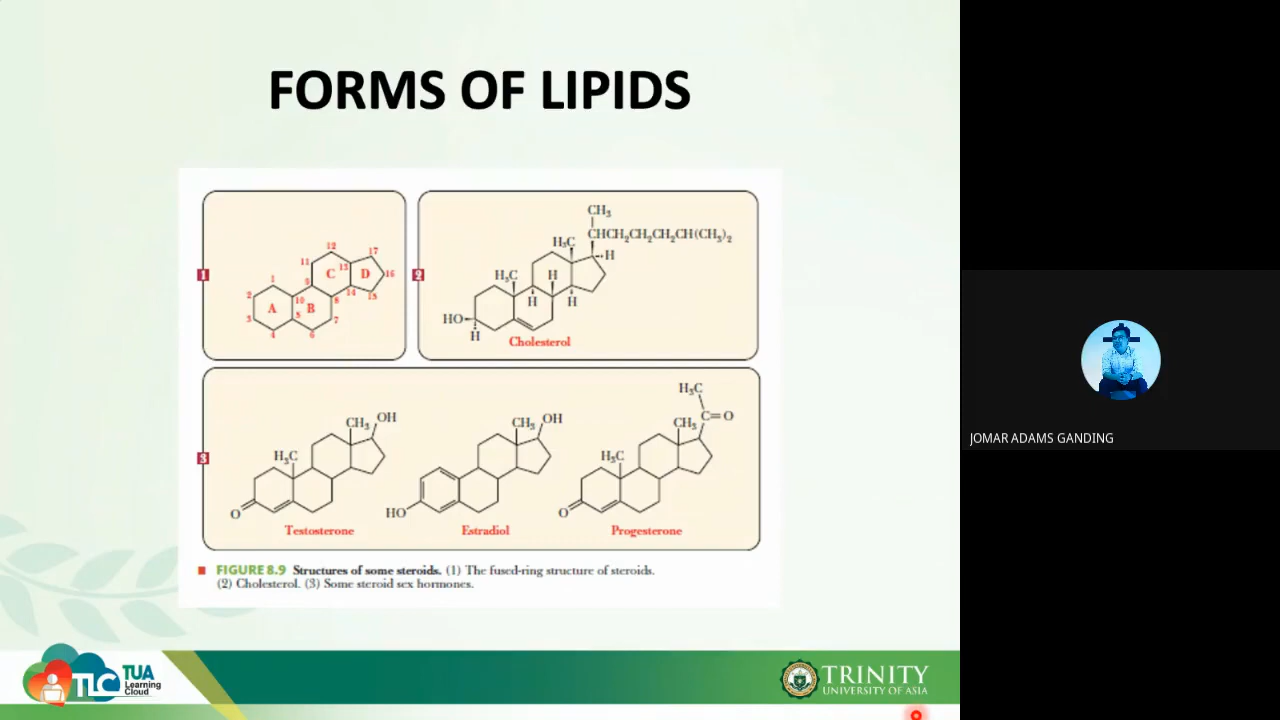 FORMS OF LIPIDS
1
1
2
3
4
5
6
7
8
9
10
11
12
13
14
15
16
17
A
B
C
D
2
CH3
CHCH2CH2CH2CH(CH3)2
H3C
H
H3C
H
H
H
HO
H
Cholesterol
3
CH3
OH
H3C
O
Testosterone
CH3
OH
HO
Estradiol
H3C
C=O
CH3
H3C
O
Progesterone
FIGURE 8.9 Structures of some steroids. (1) The fused-ring structure of steroids.
(2) Cholesterol. (3) Some steroid sex hormones.
JOMAR ADAMS GANDING
TLC
TUA
Learning
Cloud
TRINITY
UNIVERSITY OF ASIA